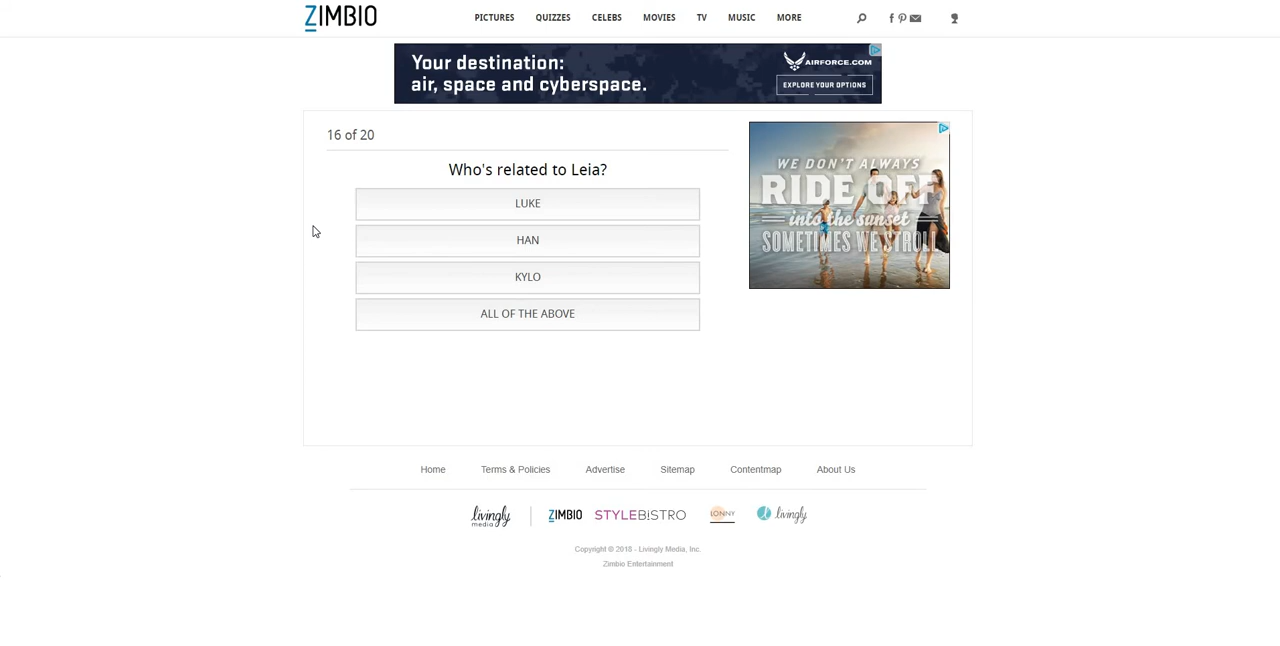 ZIMBIO
PICTURES QUIZZES CELEBS MOVIES TV MUSIC MORE
Your destination:
air, space and cyberspace.
AIRFORCE.COM
EXPLORE YOUR OPTIONS
16 of 20
Who's related to Leia?
LUKE
HAN
KYLO
ALL OF THE ABOVE
WE DON'T ALWAYS
RIDE OFF
into the sunset
SOMETIMES WE STROLL
Home Terms & Policies Advertise Sitemap Contentmap About Us
livingly media ZIMBIO STYLEBISTRO LONNY livingly
Copyright © 2018 - Livingly Media, Inc.
Zimbio Entertainment